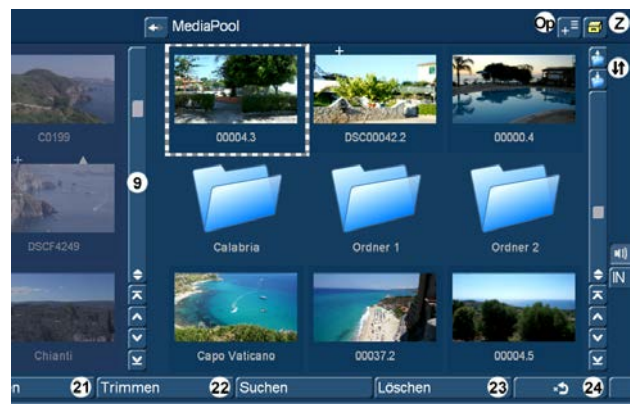 MediaPool
Op
Z
C0199
00004.3
DSC00042.2
00000.4
9
DSCF4249
Calabria
Ordner 1
Ordner 2
IN
Chianti
Capo Vaticano
00037.2
00004.5
n 21 Trimmen 22 Suchen Löschen 23 24